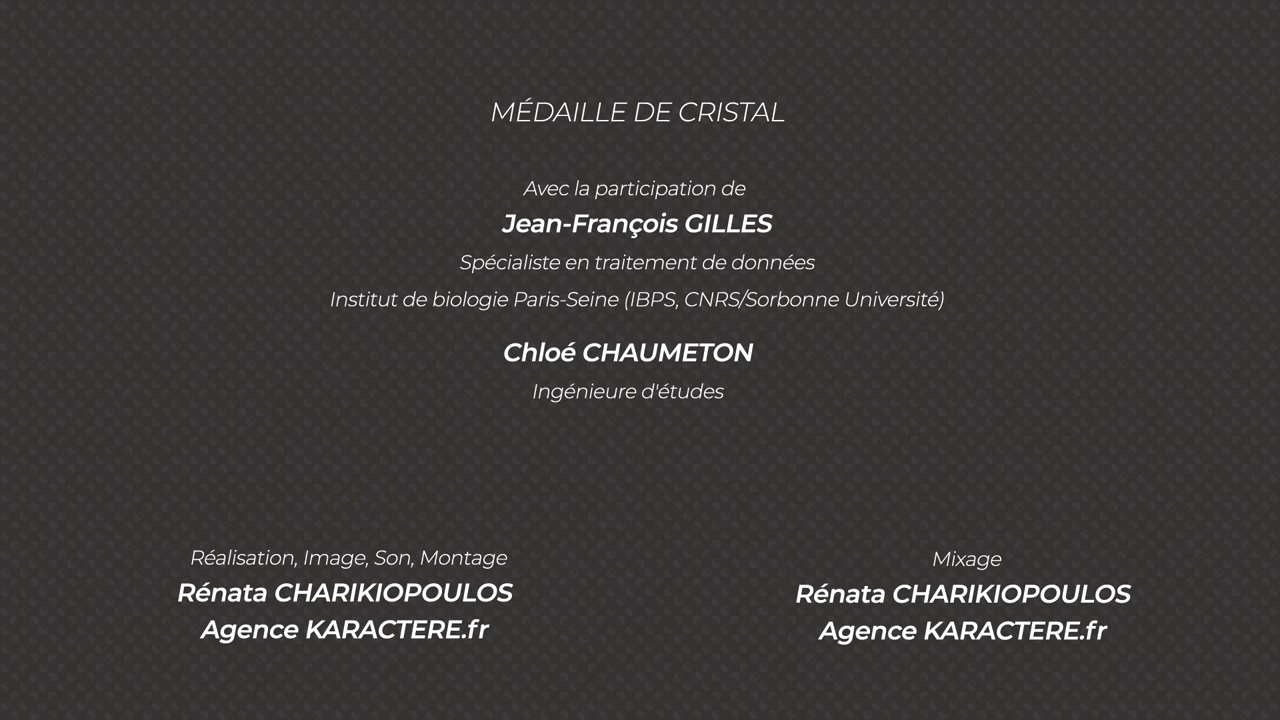 MÉDAILLE DE CRISTAL
Avec la participation de
Jean-François GILLES
Spécialiste en traitement de données
Institut de biologie Paris-Seine (IBPS, CNRS/Sorbonne Université)
Chloé CHAUMETON
Ingénieure d'études
Réalisation, Image, Son, Montage
Rénata CHARIKIOPOULOS
Agence KARACTERE.fr
Mixage
Rénata CHARIKIOPOULOS
Agence KARACTERE.fr